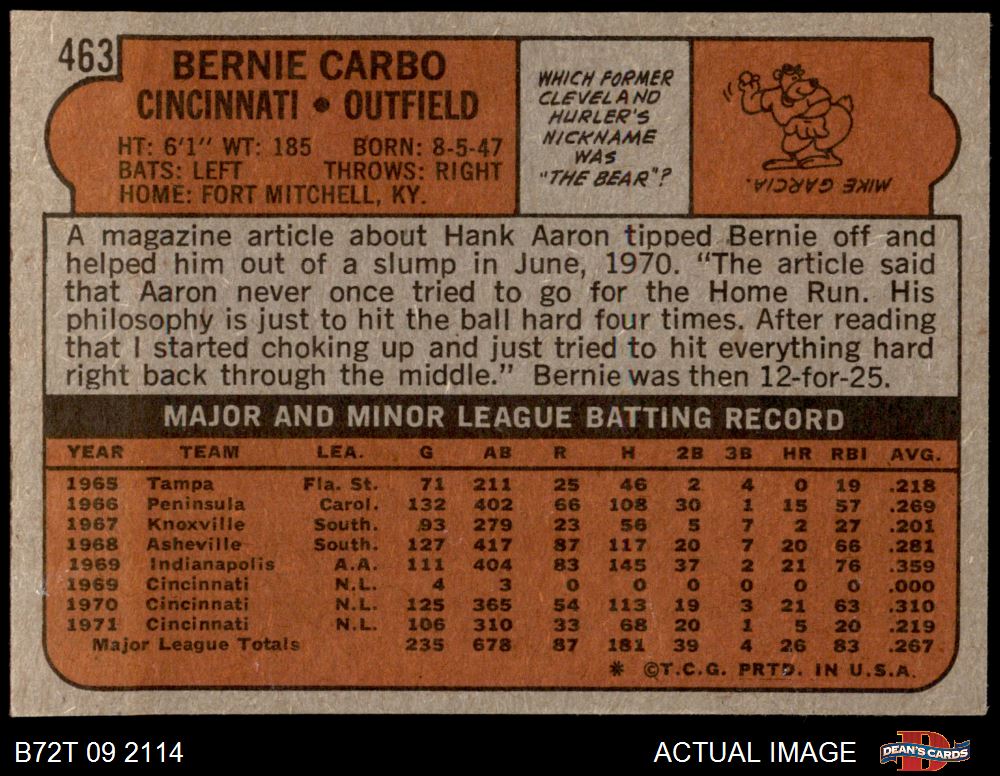 463
BERNIE CARBO
CINCINNATI • OUTFIELD
HT: 6'1" WT: 185 BORN: 8-5-47
BATS: LEFT THROWS: RIGHT
HOME: FORT MITCHELL, KY.
WHICH FORMER
CLEVELAND
HURLER'S
NICKNAME
WAS
"THE BEAR"?
MIKE GARCIA.
A magazine article about Hank Aaron tipped Bernie off and
helped him out of a slump in June, 1970. "The article said
that Aaron never once tried to go for the Home Run. His
philosophy is just to hit the ball hard four times. After reading
that I started choking up and just tried to hit everything hard
right back through the middle." Bernie was then 12-for-25.
MAJOR AND MINOR LEAGUE BATTING RECORD
YEAR TEAM LEA. G AB R H 2B 3B HR RBI AVG.
1965 Tampa Fla. St. 71 211 25 46 2 4 0 19 .218
1966 Peninsula Carol. 132 402 66 108 30 1 15 57 .269
1967 Knoxville South. 93 279 23 56 5 7 2 27 .201
1968 Asheville South. 127 417 87 117 20 7 20 66 .281
1969 Indianapolis A.A. 111 404 83 145 37 2 21 76 .359
1969 Cincinnati N.L. 4 3 0 0 0 0 0 0 .000
1970 Cincinnati N.L. 125 365 54 113 19 3 21 63 .310
1971 Cincinnati N.L. 106 310 33 68 20 1 5 20 .219
Major League Totals 235 678 87 181 39 4 26 83 .267
* ©T.C.G. PRTD. IN U.S.A.
B72T 09 2114
ACTUAL IMAGE
D
DEAN'S CARDS